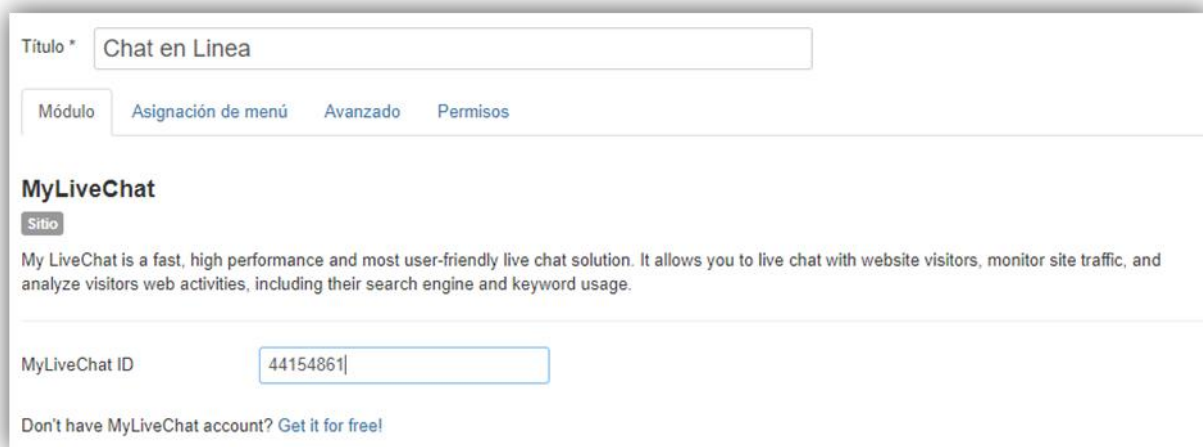 Título * Chat en Linea
Módulo Asignación de menú Avanzado Permisos
MyLiveChat
Sitio
My LiveChat is a fast, high performance and most user-friendly live chat solution. It allows you to live chat with website visitors, monitor site traffic, and
analyze visitors web activities, including their search engine and keyword usage.
MyLiveChat ID 44154861
Don't have MyLiveChat account? Get it for free!